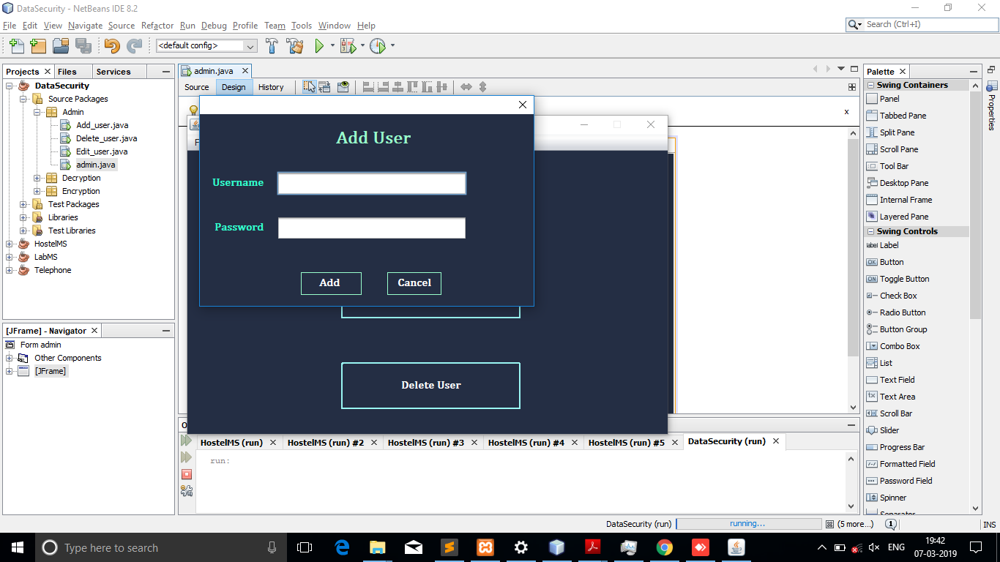 DataSecurity - NetBeans IDE 8.2
File Edit View Navigate Source Refactor Run Debug Profile Team Tools Window Help
Search (Ctrl+I)
<default config>
Projects Files Services
DataSecurity
Source Packages
Admin
Add_user.java
Delete_user.java
Edit_user.java
admin.java
Decryption
Encryption
Test Packages
Libraries
Test Libraries
HostelMS
LabMS
Telephone
[JFrame] - Navigator
Form admin
Other Components
[JFrame]
admin.java
Source Design History
x
Add User
Username
Password
Add Cancel
Delete User
HostelMS (run) HostelMS (run) #2 HostelMS (run) #3 HostelMS (run) #4 HostelMS (run) #5 DataSecurity (run)
run:
Palette
Swing Containers
Panel
Tabbed Pane
Split Pane
Scroll Pane
Tool Bar
Desktop Pane
Internal Frame
Layered Pane
Swing Controls
Label
Button
Toggle Button
Check Box
Radio Button
Button Group
Combo Box
List
Text Field
Text Area
Scroll Bar
Slider
Progress Bar
Formatted Field
Password Field
Spinner
Separator
Properties
DataSecurity (run) running... (5 more...) 1 INS
Type here to search
ENG
19:42
07-03-2019